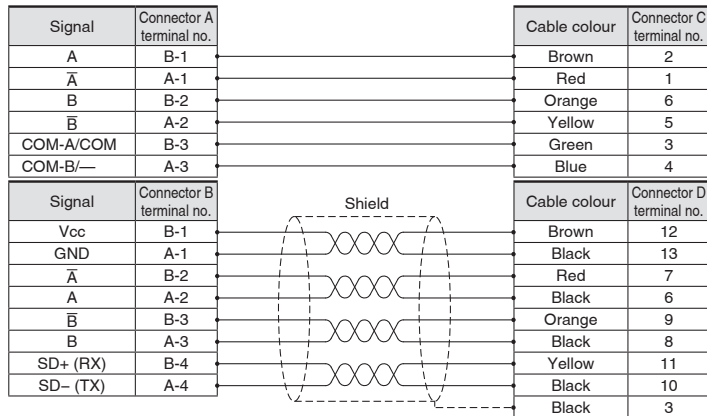 Signal Connector A terminal no. Cable colour Connector C terminal no.
A B-1 Brown 2
A̅ A-1 Red 1
B B-2 Orange 6
B̅ A-2 Yellow 5
COM-A/COM B-3 Green 3
COM-B/— A-3 Blue 4
Signal Connector B terminal no. Shield Cable colour Connector D terminal no.
Vcc B-1 Brown 12
GND A-1 Black 13
A̅ B-2 Red 7
A A-2 Black 6
B̅ B-3 Orange 9
B A-3 Black 8
SD+ (RX) B-4 Yellow 11
SD− (TX) A-4 Black 10
Black 3